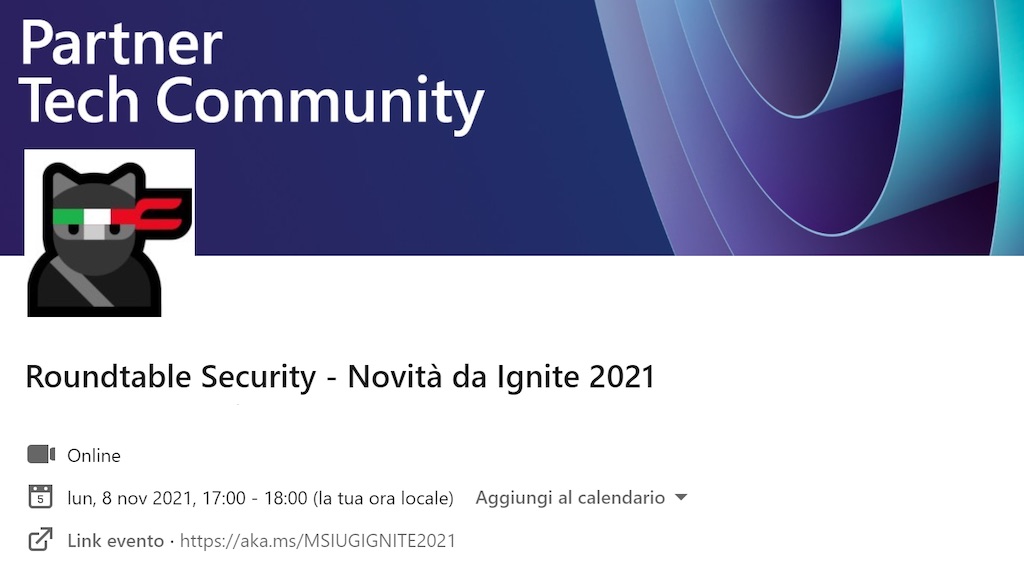 Partner
Tech Community
Roundtable Security - Novità da Ignite 2021
Online
5 lun, 8 nov 2021, 17:00 - 18:00 (la tua ora locale) Aggiungi al calendario
Link evento · https://aka.ms/MSIUGIGNITE2021